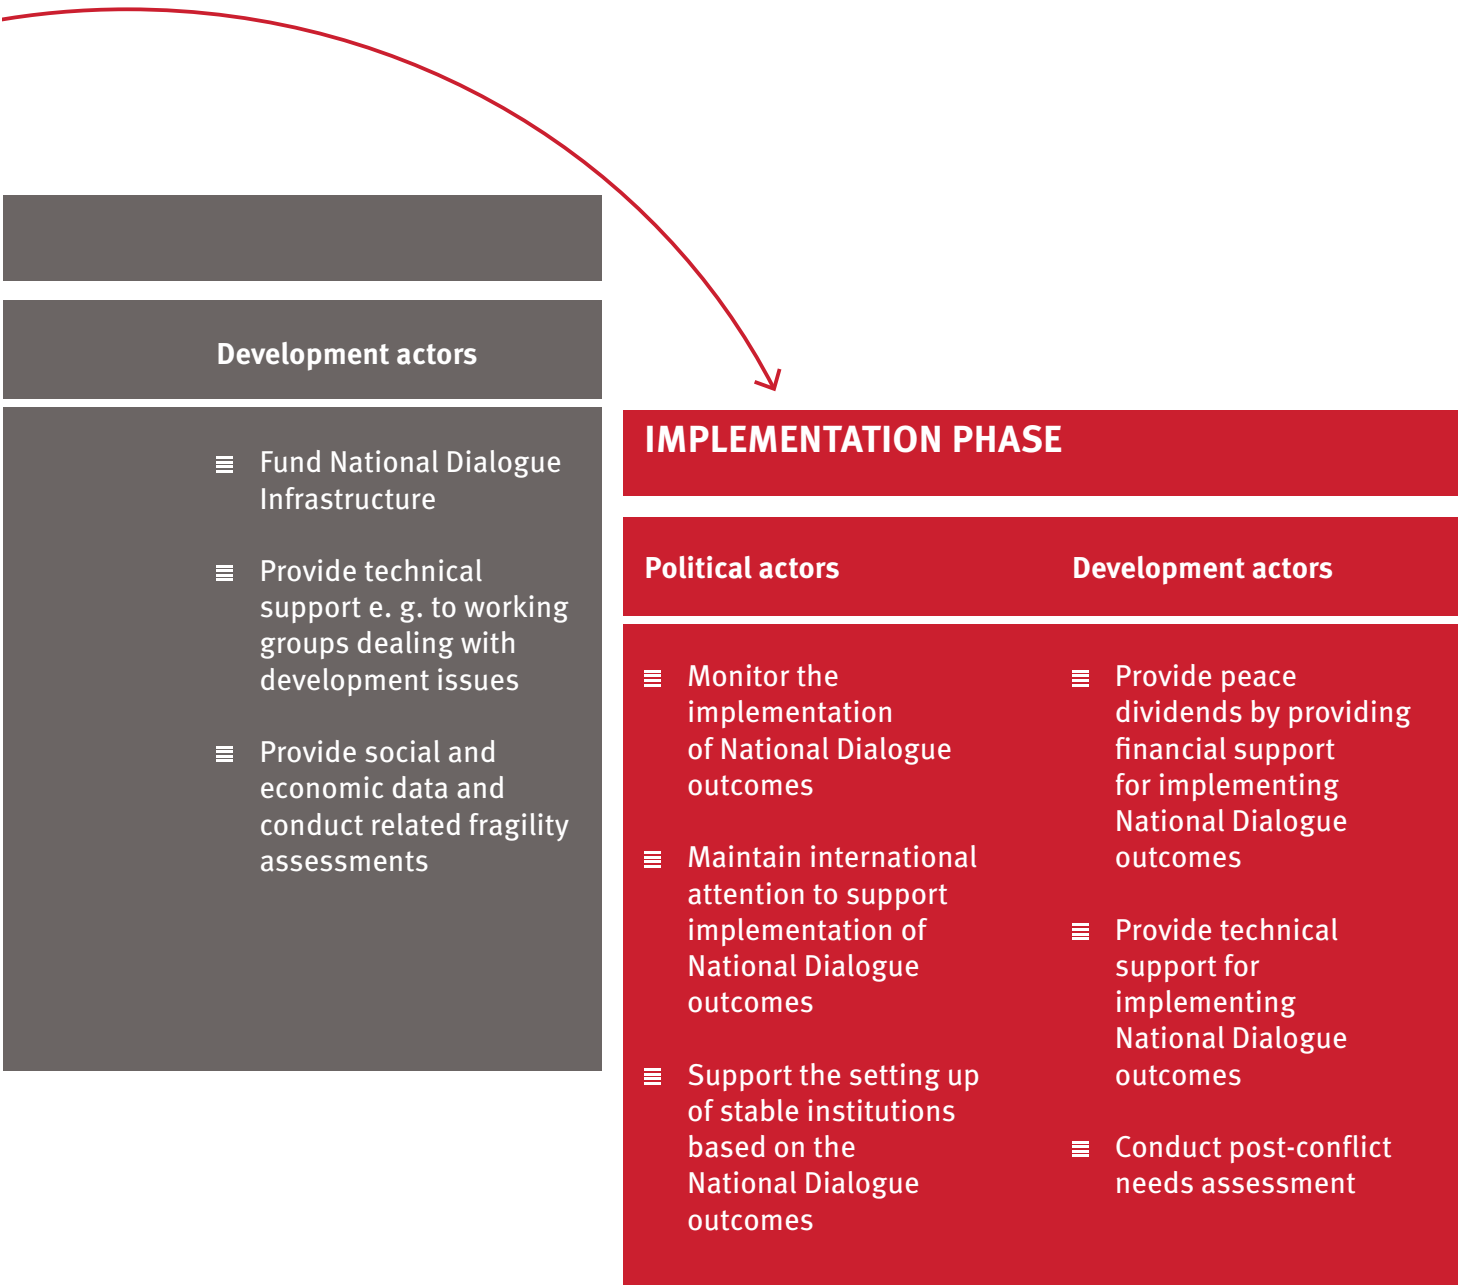 Development actors
Fund National Dialogue
Infrastructure
Provide technical
support e. g. to working
groups dealing with
development issues
Provide social and
economic data and
conduct related fragility
assessments
IMPLEMENTATION PHASE
Political actors
Monitor the
implementation
of National Dialogue
outcomes
Maintain international
attention to support
implementation of
National Dialogue
outcomes
Support the setting up
of stable institutions
based on the
National Dialogue
outcomes
Development actors
Provide peace
dividends by providing
financial support
for implementing
National Dialogue
outcomes
Provide technical
support for
implementing
National Dialogue
outcomes
Conduct post-conflict
needs assessment